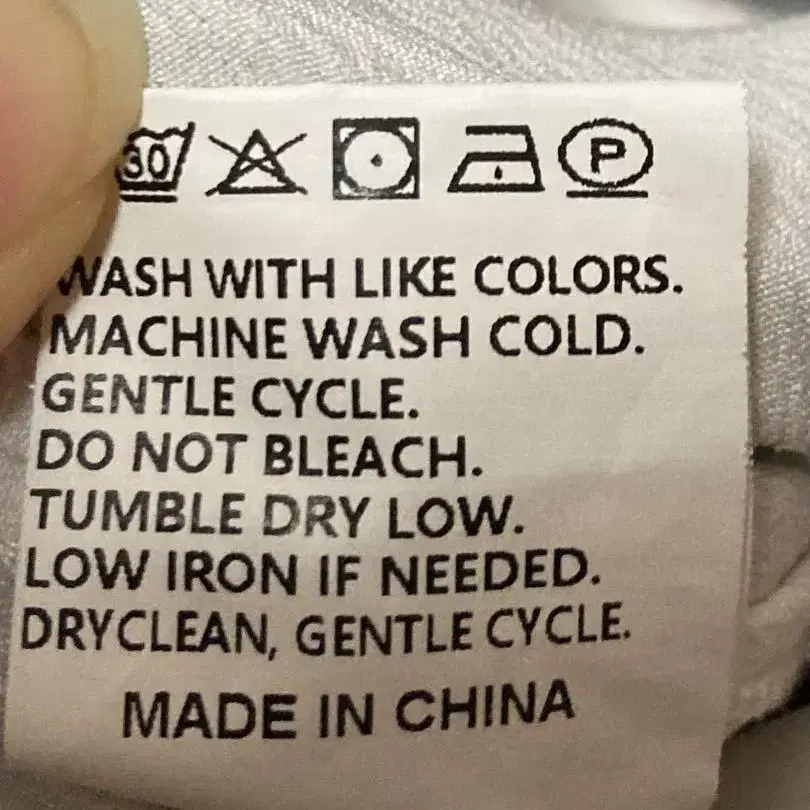 30 P
WASH WITH LIKE COLORS.
MACHINE WASH COLD.
GENTLE CYCLE.
DO NOT BLEACH.
TUMBLE DRY LOW.
LOW IRON IF NEEDED.
DRYCLEAN, GENTLE CYCLE.
MADE IN CHINA